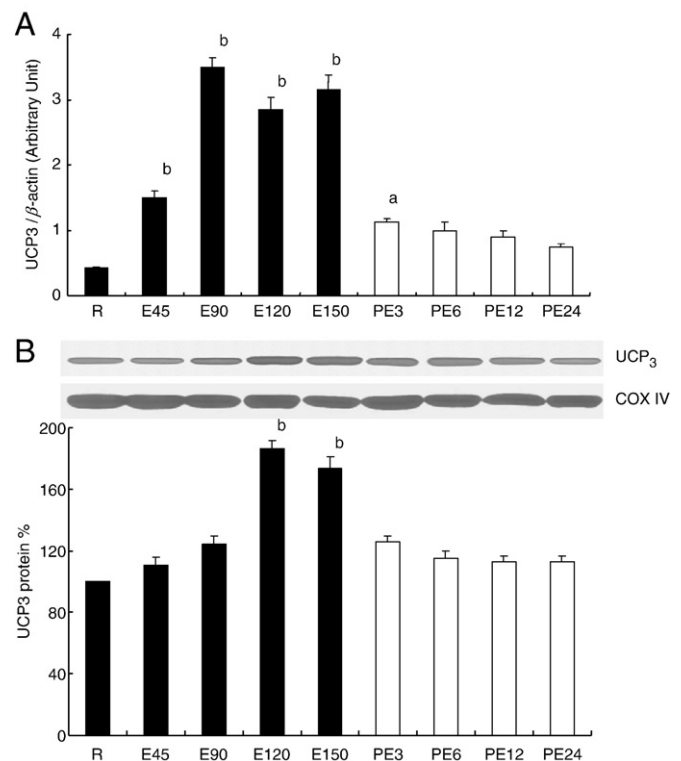 A
UCP3 / β-actin (Arbitrary Unit)
4
3
2
1
0
b
b
b
b
a
R E45 E90 E120 E150 PE3 PE6 PE12 PE24
B
UCP3
COX IV
UCP3 protein %
200
160
120
80
40
0
b
b
R E45 E90 E120 E150 PE3 PE6 PE12 PE24